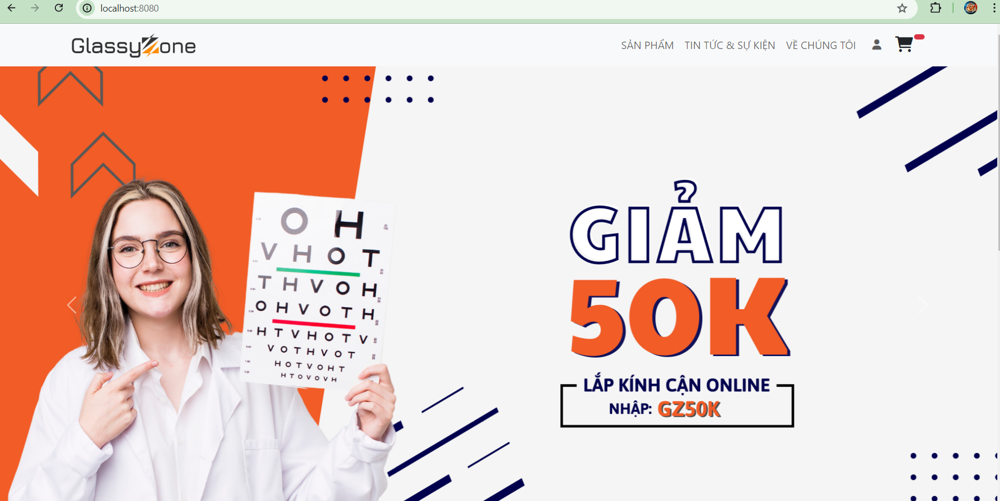 localhost:8080
GlassyZone
SẢN PHẨM
TIN TỨC & SỰ KIỆN
VỀ CHÚNG TÔI
O H
V H O T
T H V O H
O H V O T H
H T V H O T V
V O T H V O T
H O T V O H T
H T O V O V H
GIẢM
50K
LẮP KÍNH CẬN ONLINE
NHẬP: GZ50K